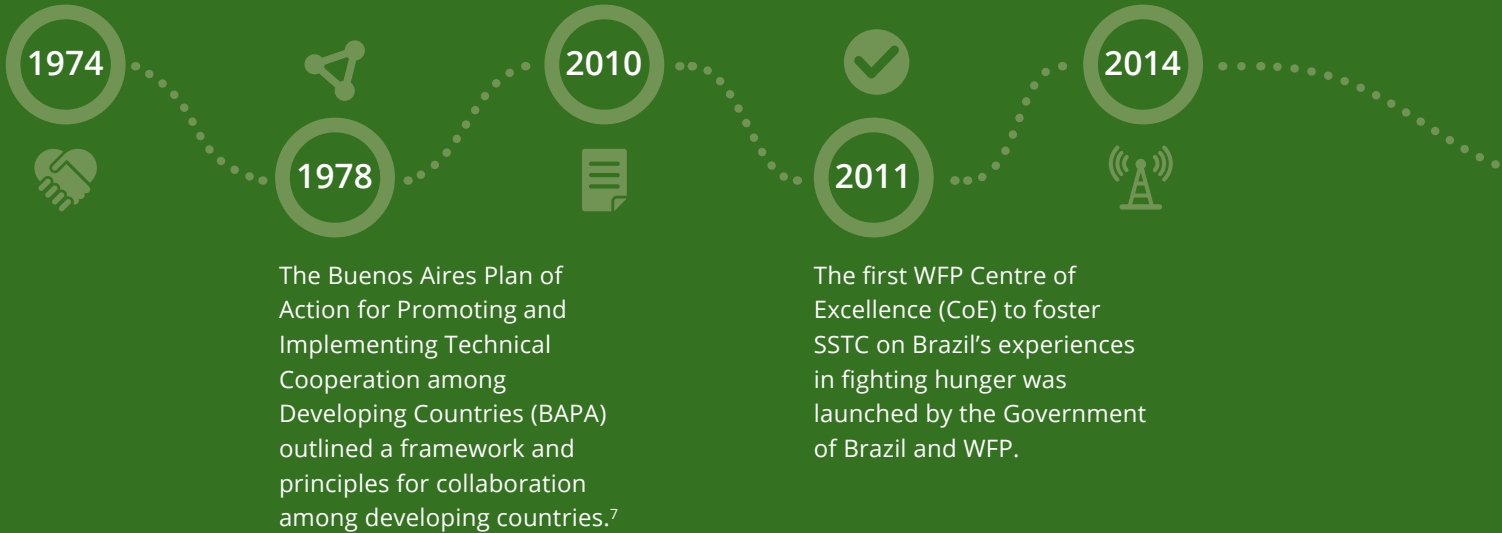 1974
2010
2014
1978
2011
The Buenos Aires Plan of
Action for Promoting and
Implementing Technical
Cooperation among
Developing Countries (BAPA)
outlined a framework and
principles for collaboration
among developing countries.7
The first WFP Centre of
Excellence (CoE) to foster
SSTC on Brazil’s experiences
in fighting hunger was
launched by the Government
of Brazil and WFP.